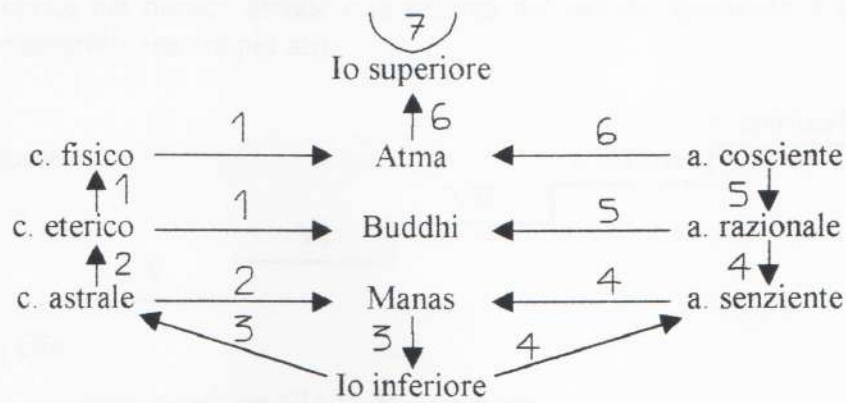 7
Io superiore
6
1 6
c. fisico Atma a. cosciente
1 5
1 5
c. eterico Buddhi a. razionale
2 4
2 4
c. astrale Manas a. senziente
3 3 4
Io inferiore